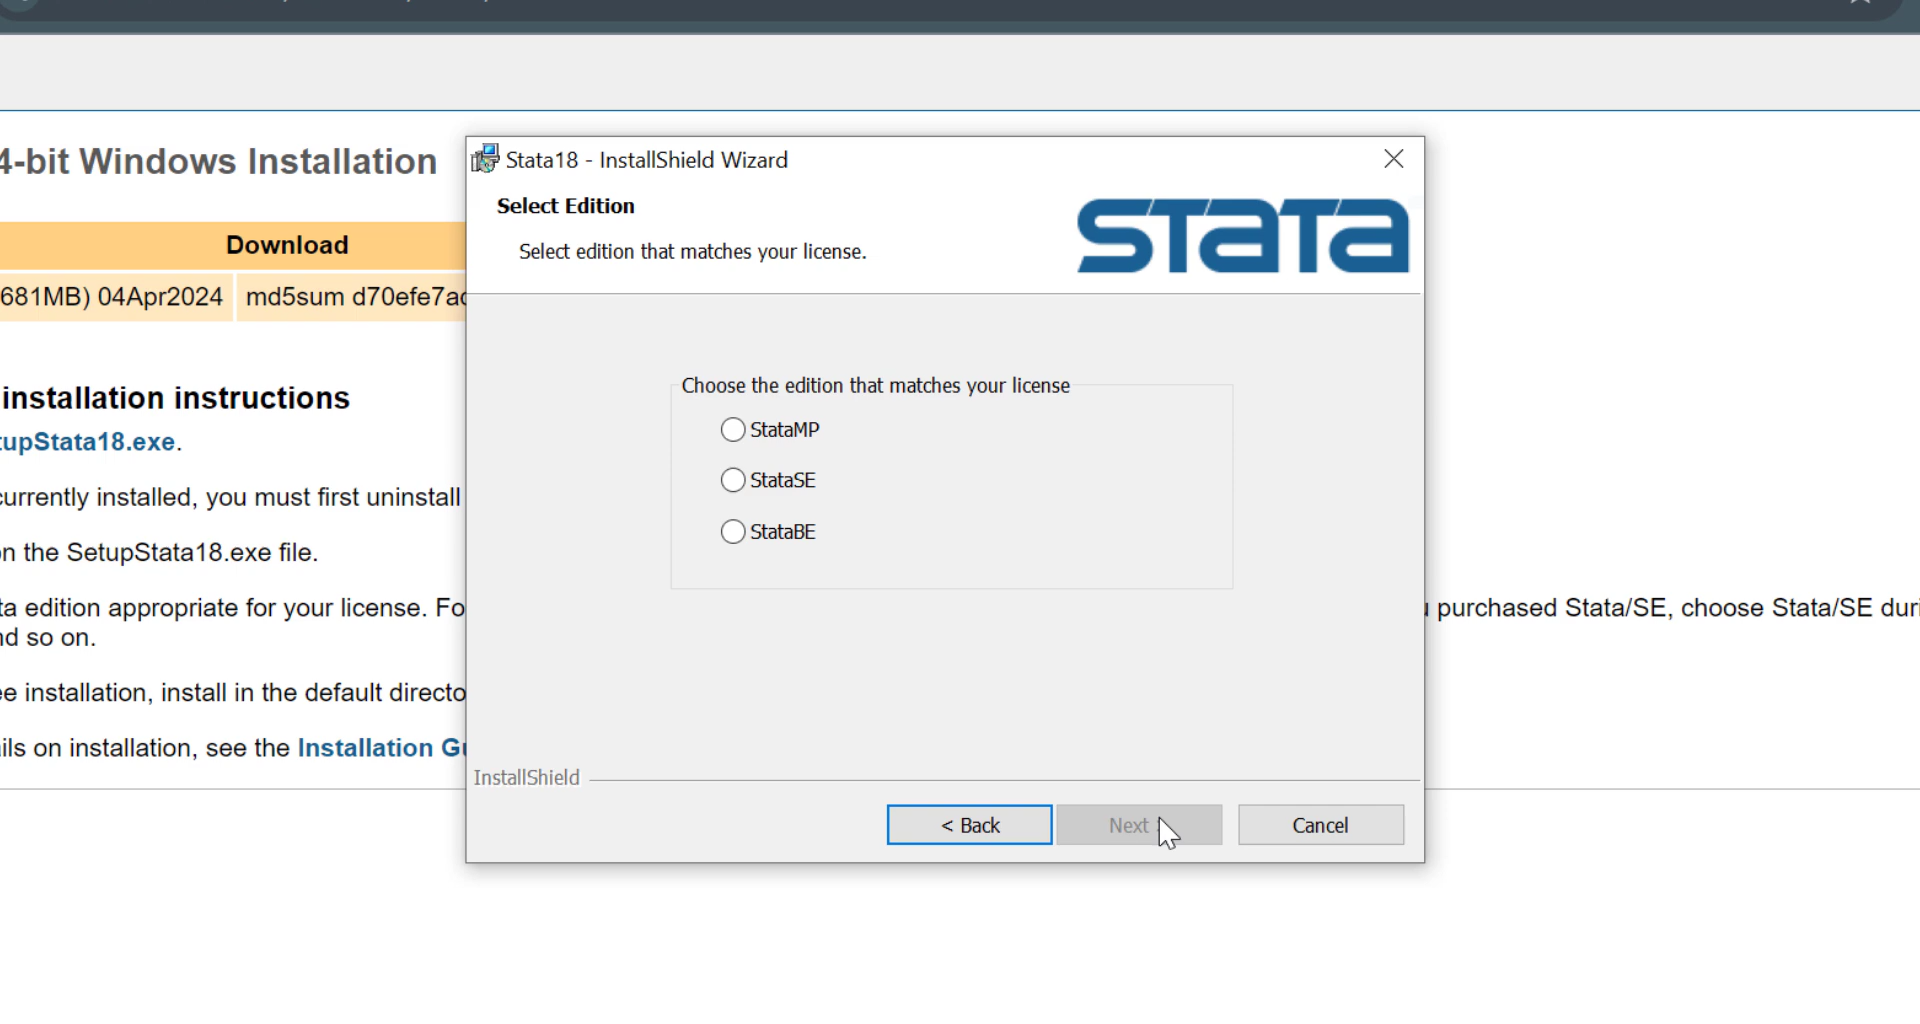 4-bit Windows Installation
Download
681MB) 04Apr2024
md5sum d70efe7ac
installation instructions
tupStata18.exe.
currently installed, you must first uninstall
on the SetupStata18.exe file.
ta edition appropriate for your license. Fo
u purchased Stata/SE, choose Stata/SE duri
nd so on.
ee installation, install in the default directo
ils on installation, see the Installation Gu
Stata18 - InstallShield Wizard
Select Edition
Select edition that matches your license.
STATA
Choose the edition that matches your license
StataMP
StataSE
StataBE
InstallShield
< Back
Next
Cancel